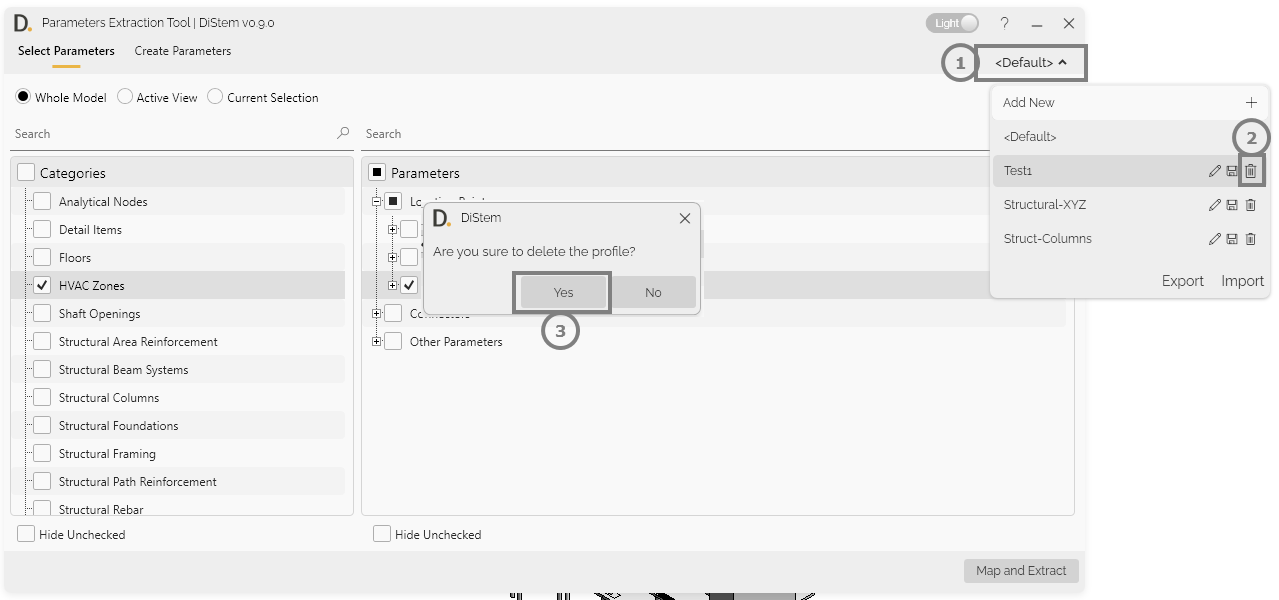 D. Parameters Extraction Tool | DiStem v0.9.0
Light
?
Select Parameters
Create Parameters
1
<Default>
Whole Model
Active View
Current Selection
Search
Search
Categories
Analytical Nodes
Detail Items
Floors
HVAC Zones
Shaft Openings
Structural Area Reinforcement
Structural Beam Systems
Structural Columns
Structural Foundations
Structural Framing
Structural Path Reinforcement
Structural Rebar
Hide Unchecked
Parameters
Other Parameters
Hide Unchecked
D. DiStem
Are you sure to delete the profile?
Yes
No
3
Add New
<Default>
2
Test1
Structural-XYZ
Struct-Columns
Export
Import
Map and Extract